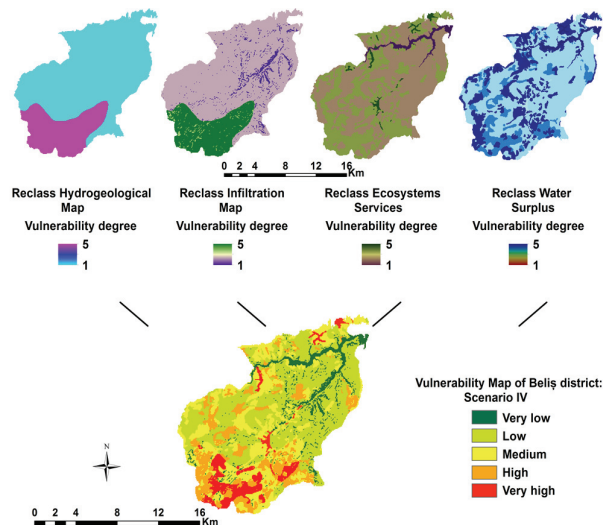 0 2 4 8 12 16
Km
Reclass Hydrogeological
Map
Vulnerability degree
5
1
Reclass Infiltration
Map
Vulnerability degree
5
1
Reclass Ecosystems
Services
Vulnerability degree
5
1
Reclass Water
Surplus
Vulnerability degree
5
1
Vulnerability Map of Beliș district:
Scenario IV
Very low
Low
Medium
High
Very high
N
0 2 4 8 12 16
Km